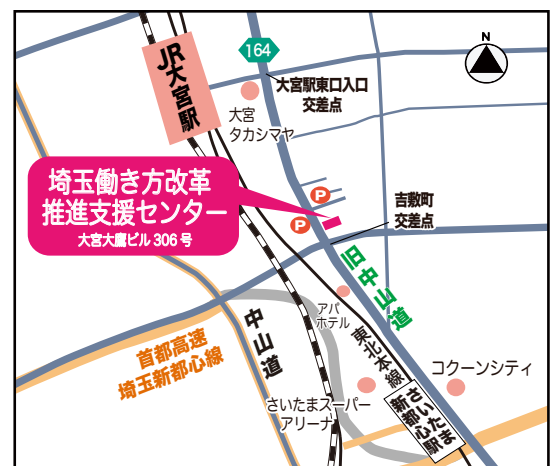 N
164
JR大宮駅
大宮駅東口入口
交差点
大宮
タカシマヤ
埼玉働き方改革
推進支援センター
大宮大鷹ビル 306 号
P
P
吉敷町
交差点
旧中山道
アパ
ホテル
中山道
東北本線
首都高速
埼玉新都心線
コクーンシティ
さいたまスーパー
アリーナ
さいたま
新都心駅